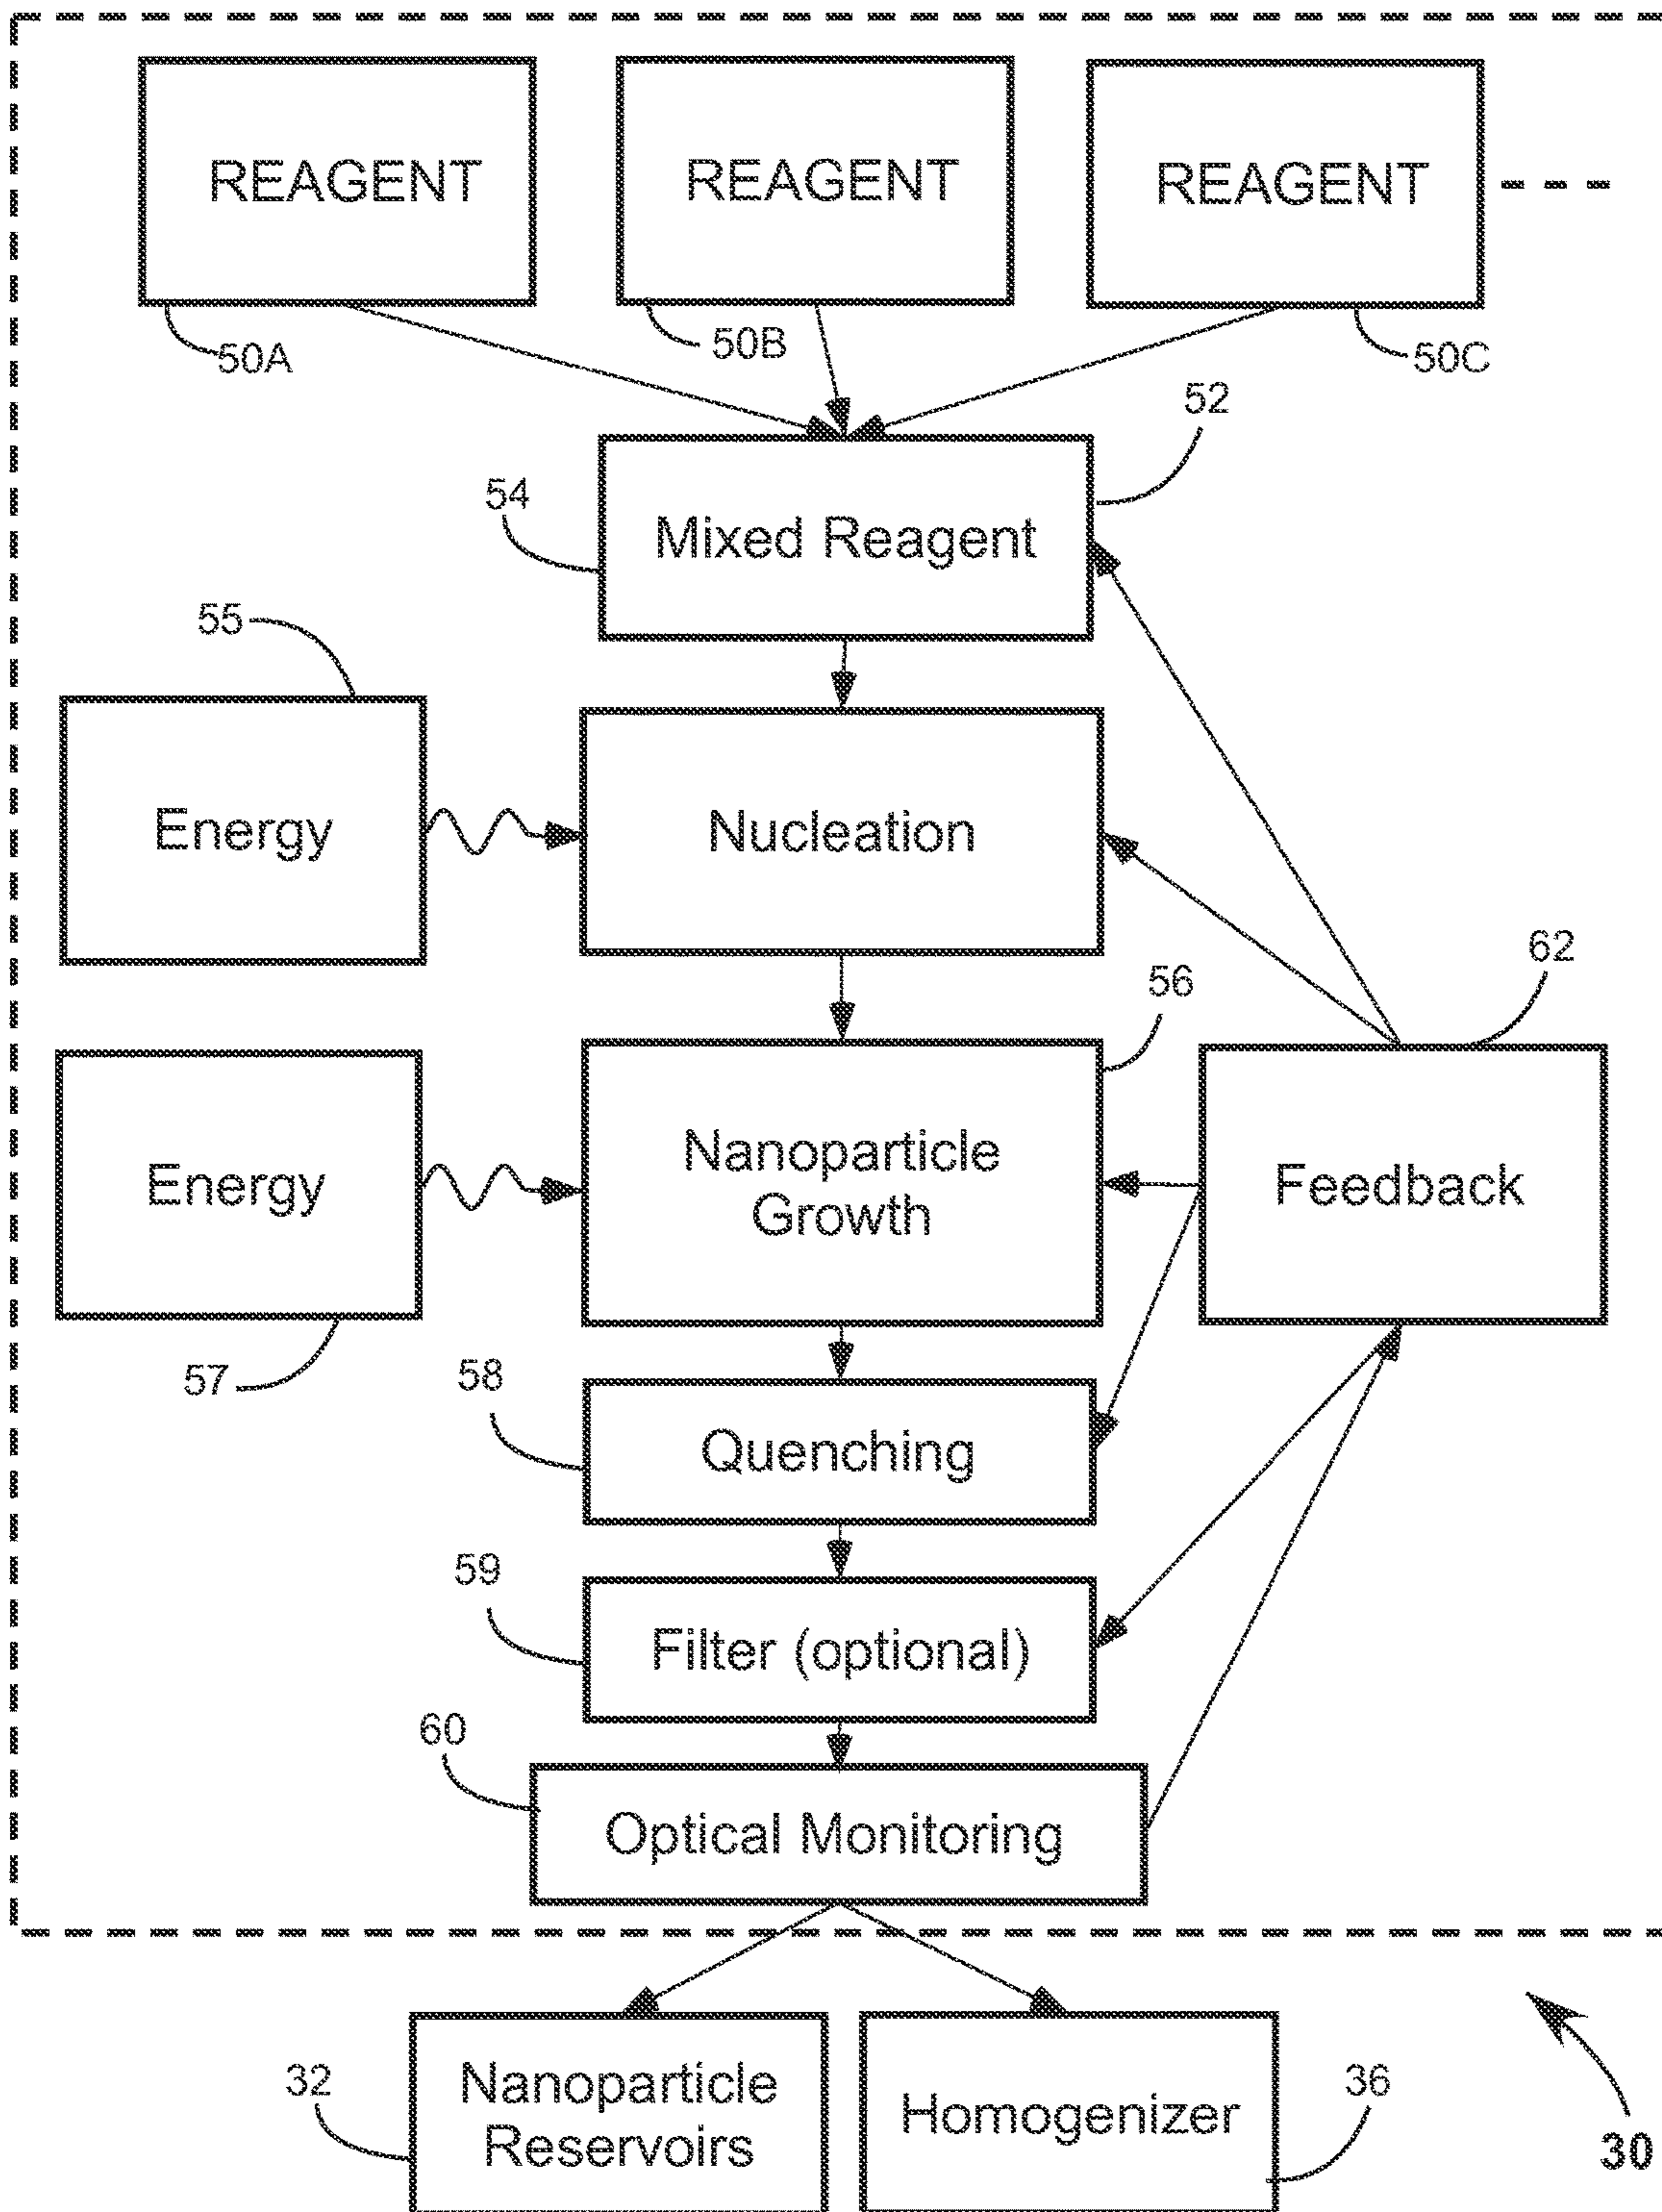 REAGENT
REAGENT
REAGENT
50A
50B
50C
52
54
Mixed Reagent
55
Energy
Nucleation
62
56
Energy
Nanoparticle
Growth
Feedback
57
58
Quenching
59
Filter (optional)
60
Optical Monitoring
32
Nanoparticle
Reservoirs
Homogenizer
36
30